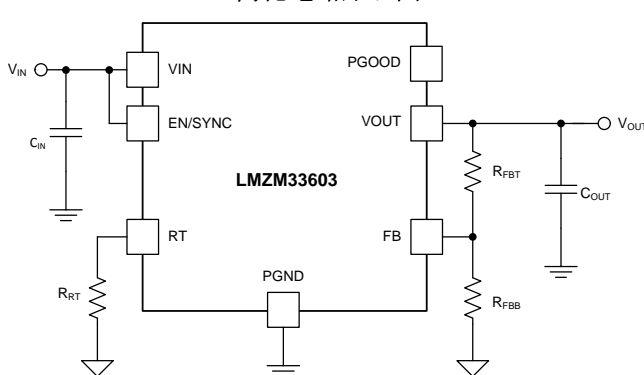 VIN
VIN
PGOOD
EN/SYNC
VOUT
VOUT
CIN
LMZM33603
RFBT
COUT
RT
FB
PGND
RRT
RFBB